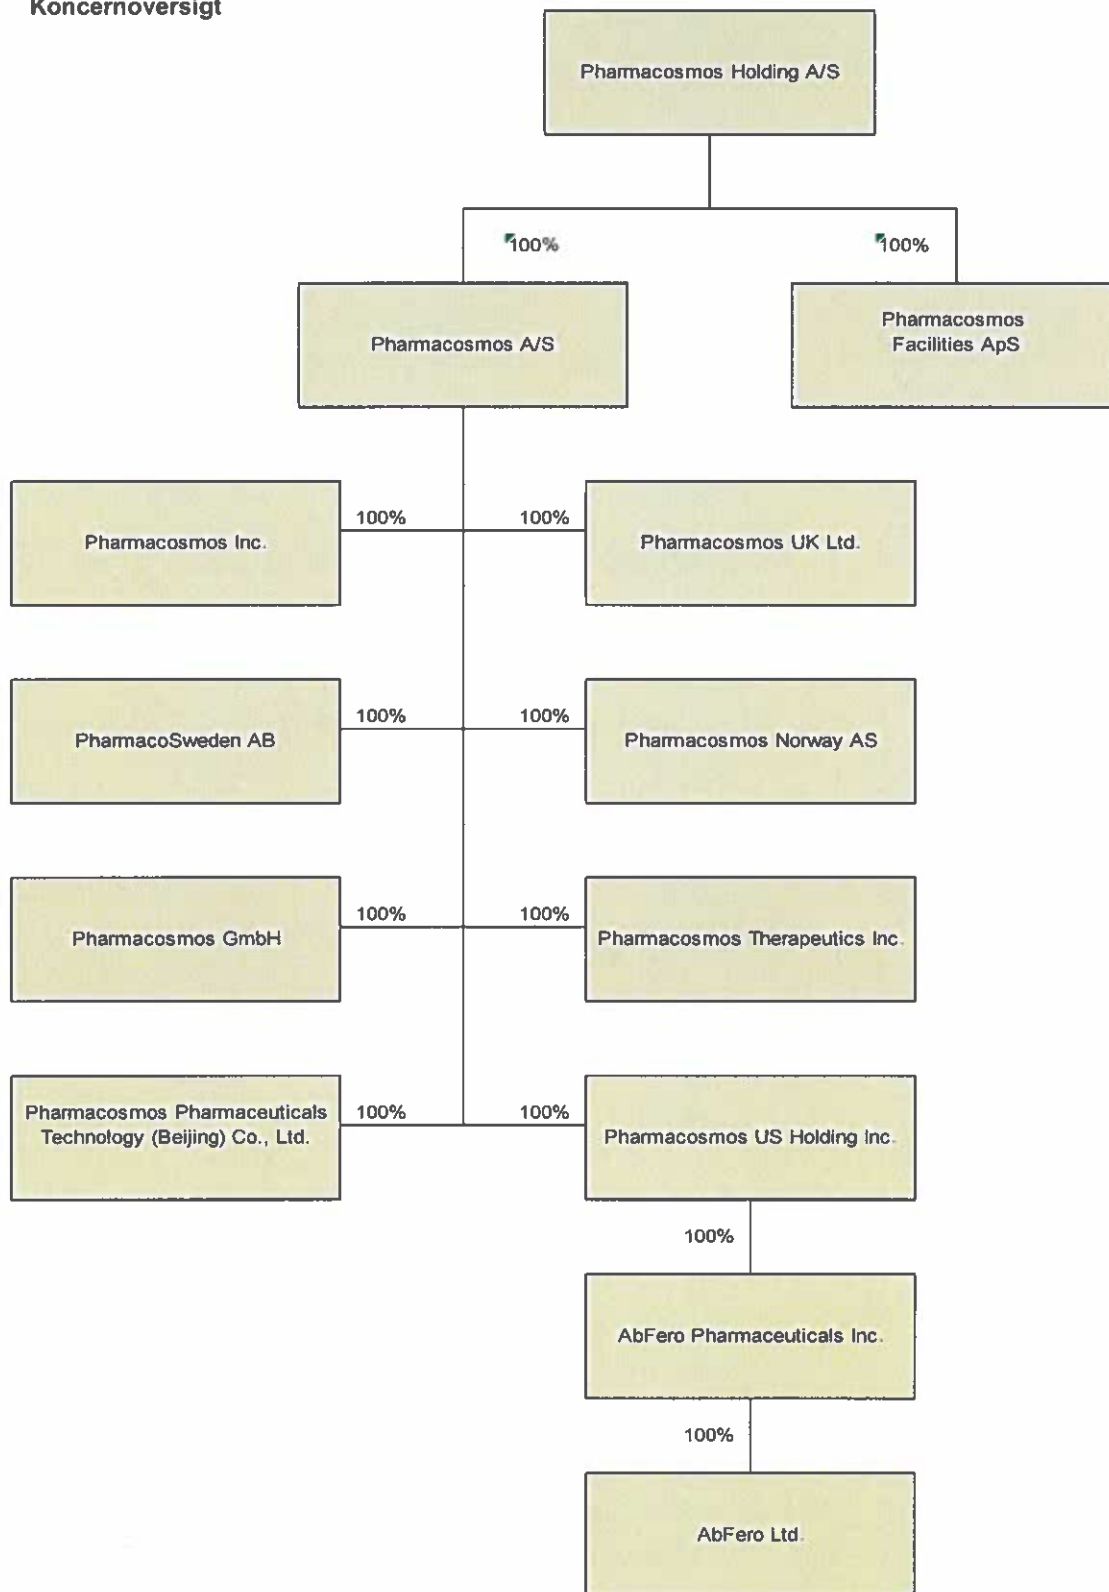 Koncernoversigt
Pharmacosmos Holding A/S
100%
100%
Pharmacosmos A/S
Pharmacosmos
Facilities ApS
100%
100%
Pharmacosmos Inc.
Pharmacosmos UK Ltd.
100%
100%
PharmacoSweden AB
Pharmacosmos Norway AS
100%
100%
Pharmacosmos GmbH
Pharmacosmos Therapeutics Inc.
Pharmacosmos Pharmaceuticals
Technology (Beijing) Co., Ltd.
100%
100%
Pharmacosmos US Holding Inc.
100%
AbFero Pharmaceuticals Inc.
100%
AbFero Ltd.